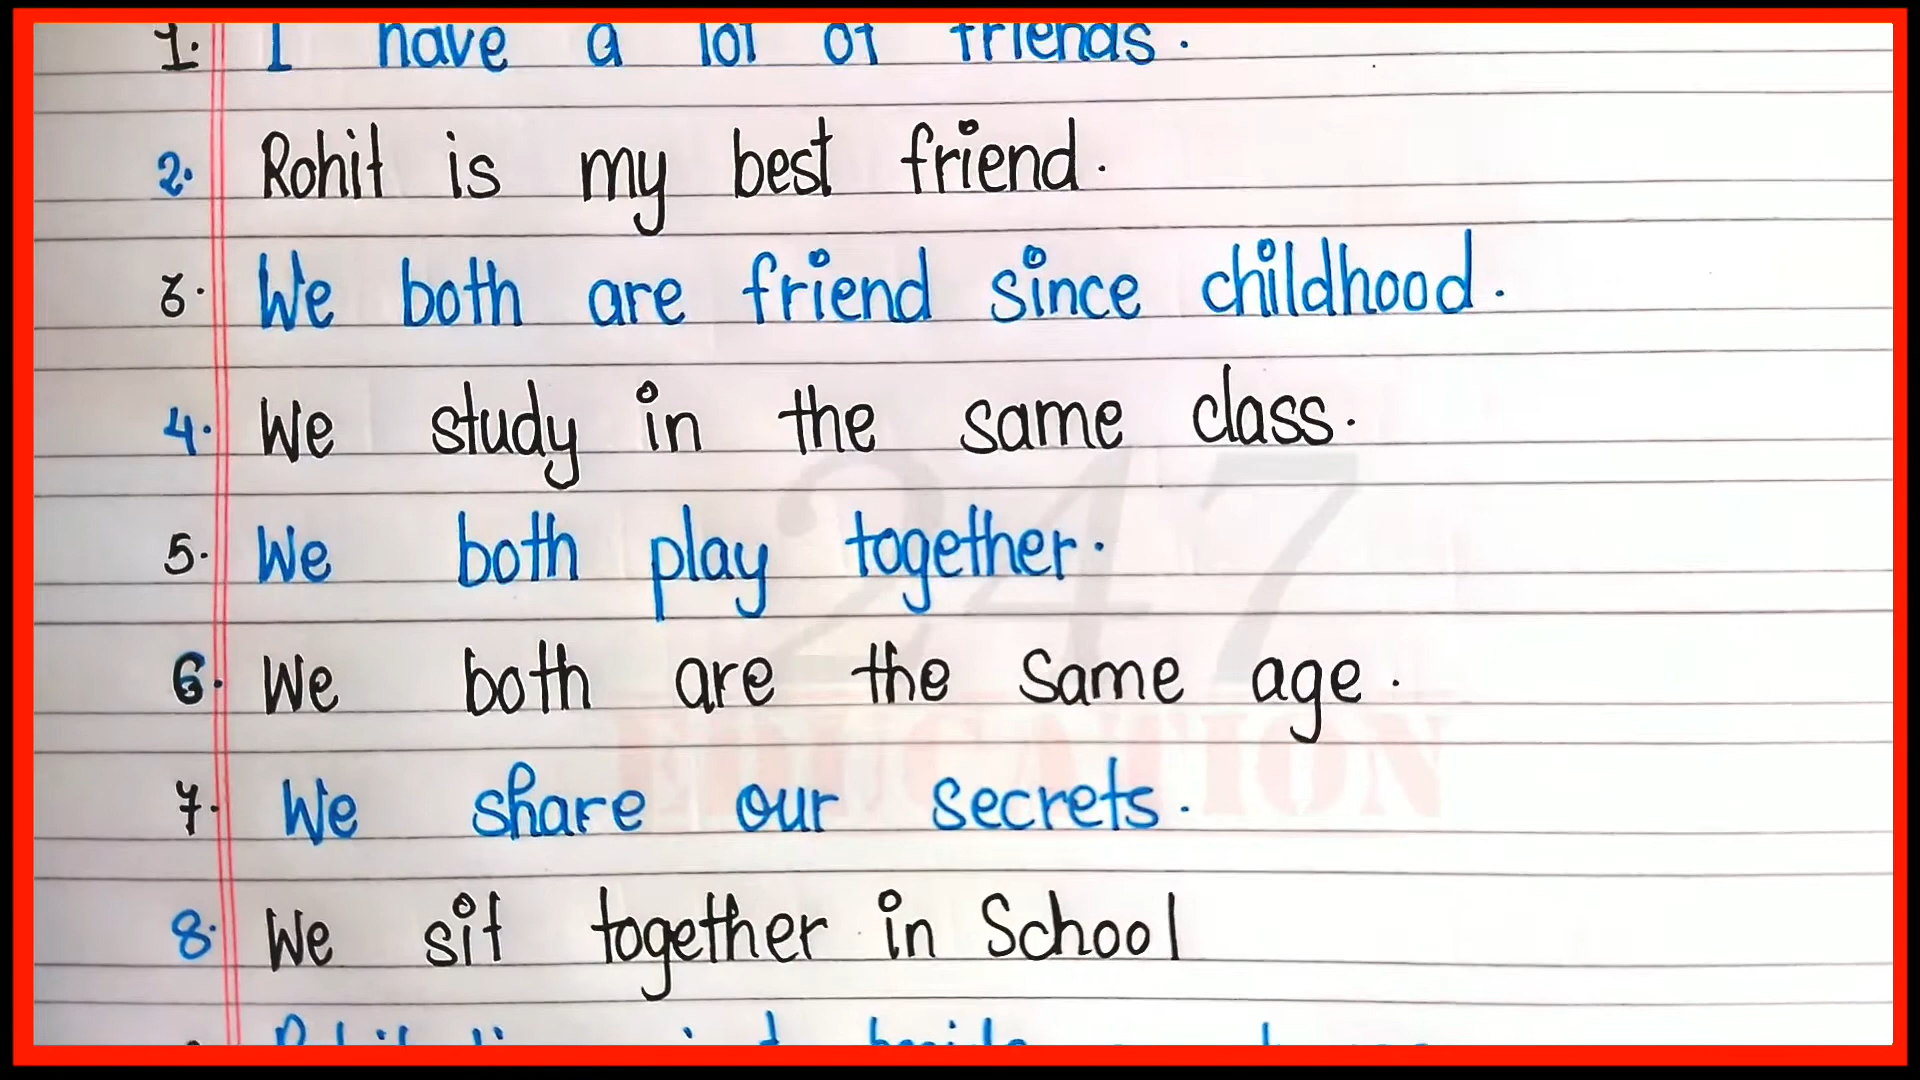 1. I have a lot of friends.
2. Rohit is my best friend.
3. We both are friend since childhood.
4. We study in the same class.
5. We both play together.
6. We both are the same age.
7. We share our secrets.
8. We sit together in School
247
EDUCATION